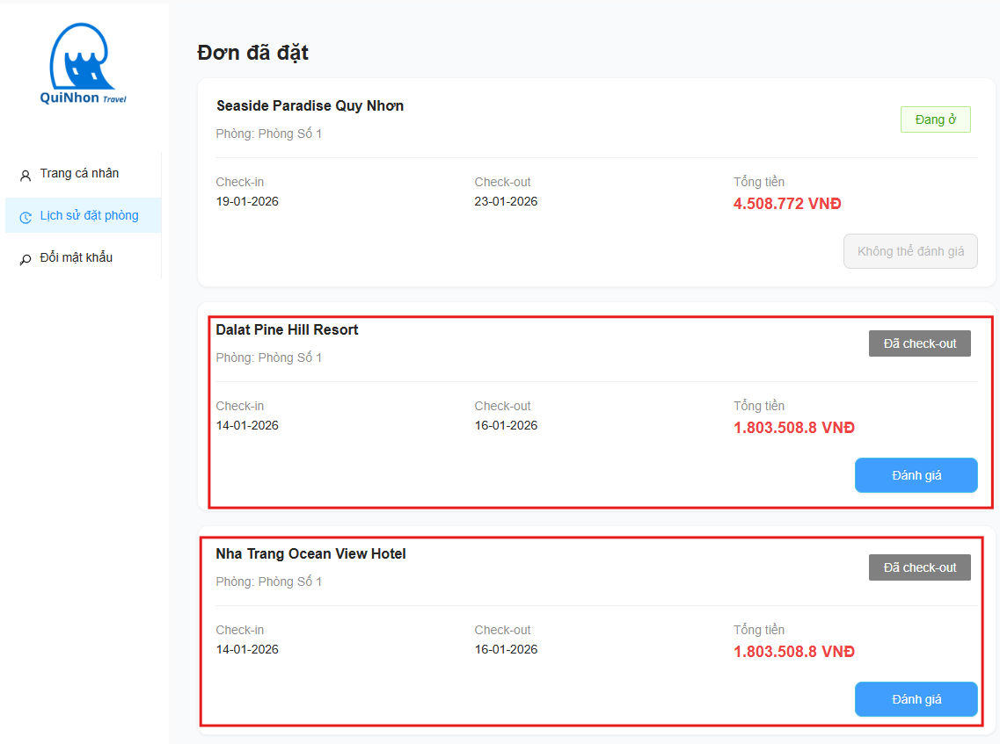 QuiNhon Travel
Trang cá nhân
Lịch sử đặt phòng
Đổi mật khẩu
Đơn đã đặt
Seaside Paradise Quy Nhơn
Đang ở
Phòng: Phòng Số 1
Check-in
Check-out
Tổng tiền
19-01-2026
23-01-2026
4.508.772 VNĐ
Không thể đánh giá
Dalat Pine Hill Resort
Đã check-out
Phòng: Phòng Số 1
Check-in
Check-out
Tổng tiền
14-01-2026
16-01-2026
1.803.508.8 VNĐ
Đánh giá
Nha Trang Ocean View Hotel
Đã check-out
Phòng: Phòng Số 1
Check-in
Check-out
Tổng tiền
14-01-2026
16-01-2026
1.803.508.8 VNĐ
Đánh giá